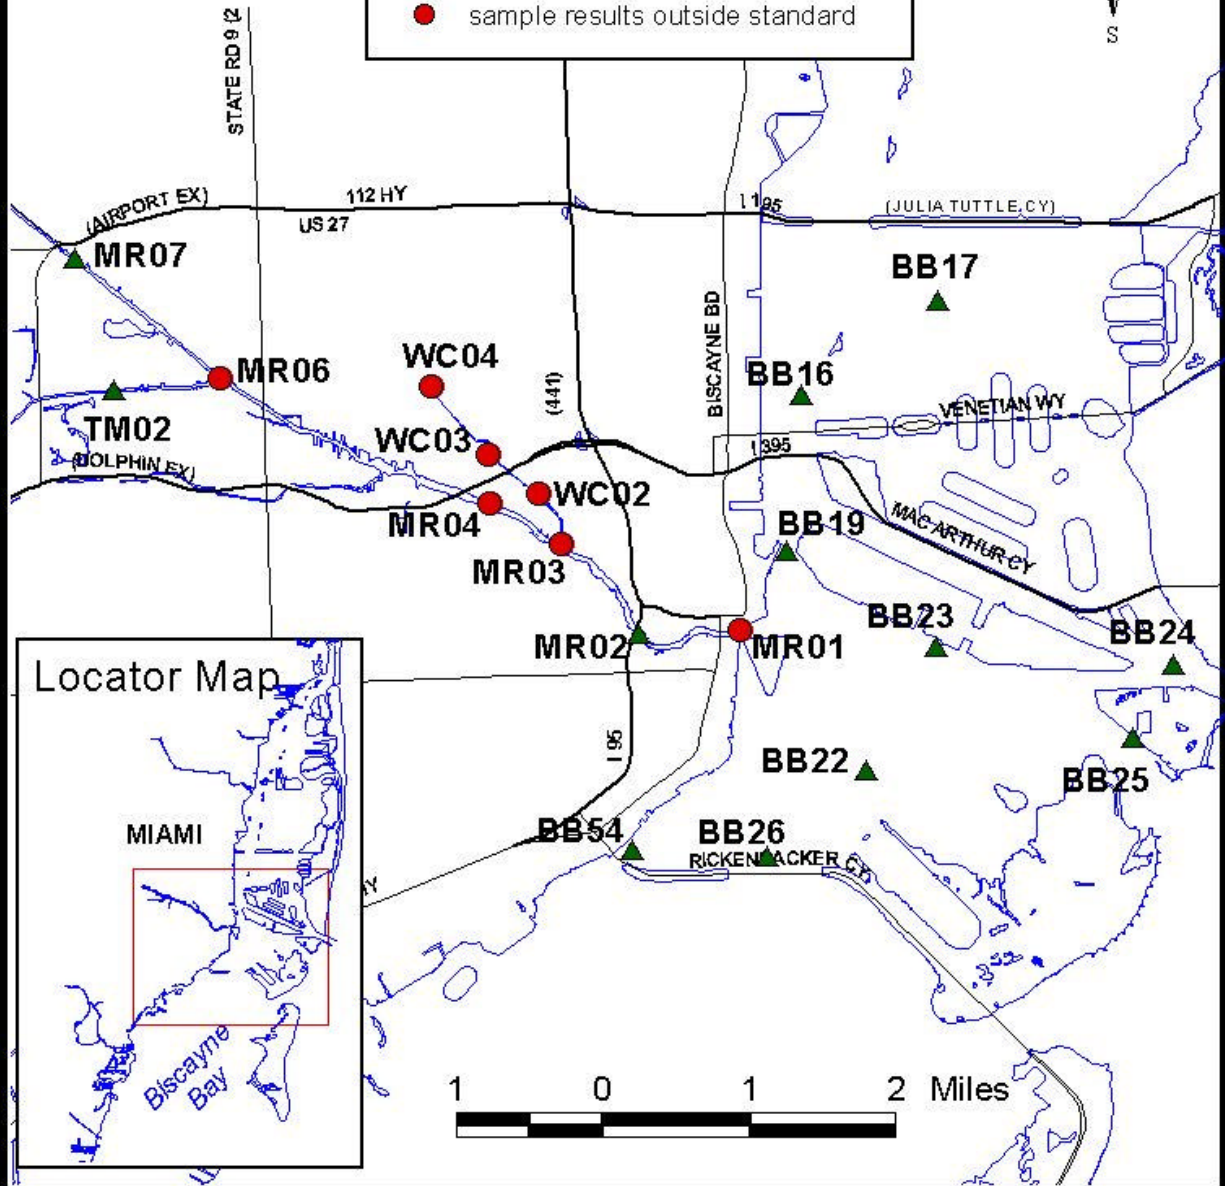 sample results outside standard
S
STATE RD 9 (2
(AIRPORT EX)
112 HY
US 27
I 195
(JULIA TUTTLE CY)
MR07
BB17
BISCAYNE BD
WC04
MR06
BB16
(441)
VENETIAN WY
TM02
WC03
(DOLPHIN EX)
I 395
WC02
MR04
BB19
MAC ARTHUR CY
MR03
BB23
BB24
MR02
MR01
Locator Map
I 95
BB22
BB25
MIAMI
BB54
BB26
RICKENBACKER CY
Biscayne
Bay
1 0 1 2 Miles